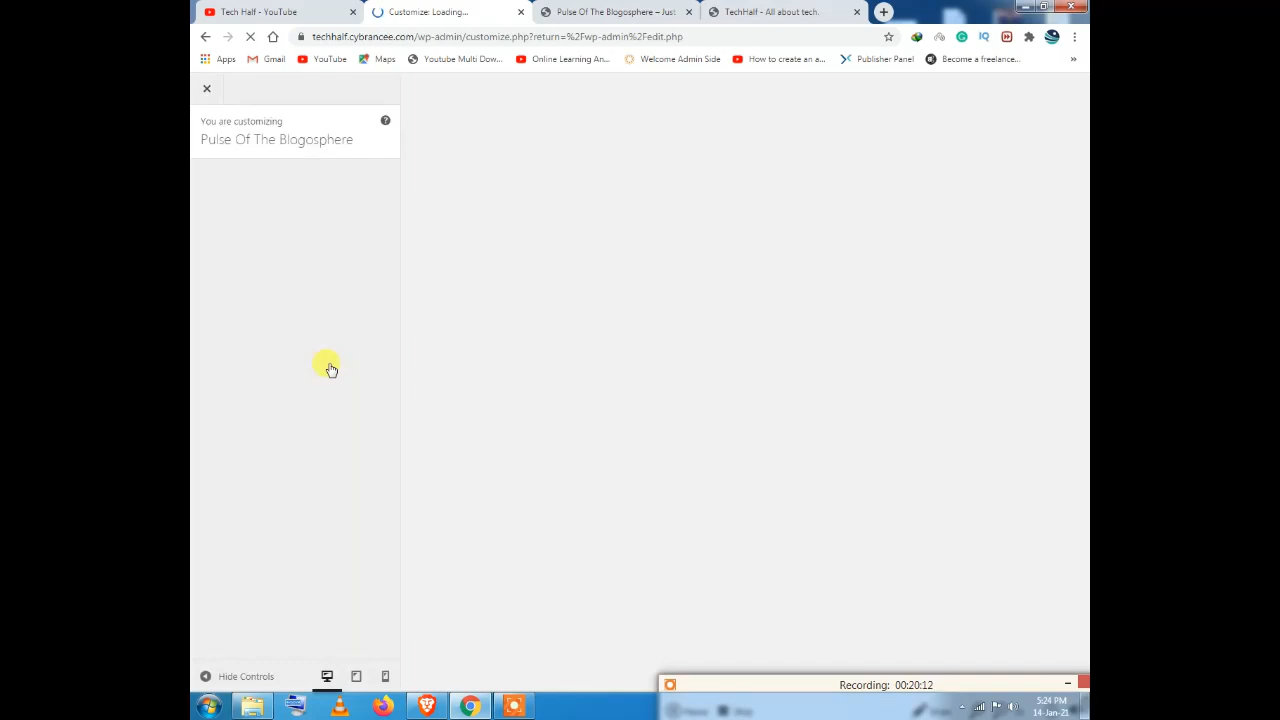 Tech Half - YouTube
Customize: Loading...
Pulse Of The Blogosphere – Just
TechHalf - All about tech.
techhalf.cybrancee.com/wp-admin/customize.php?return=%2Fwp-admin%2Fedit.php
Apps
Gmail
YouTube
Maps
Youtube Multi Dow...
Online Learning An...
Welcome Admin Side
How to create an a...
Publisher Panel
Become a freelance...
You are customizing
Pulse Of The Blogosphere
Hide Controls
Recording: 00:20:12
Stop
5:24 PM
14-Jan-21